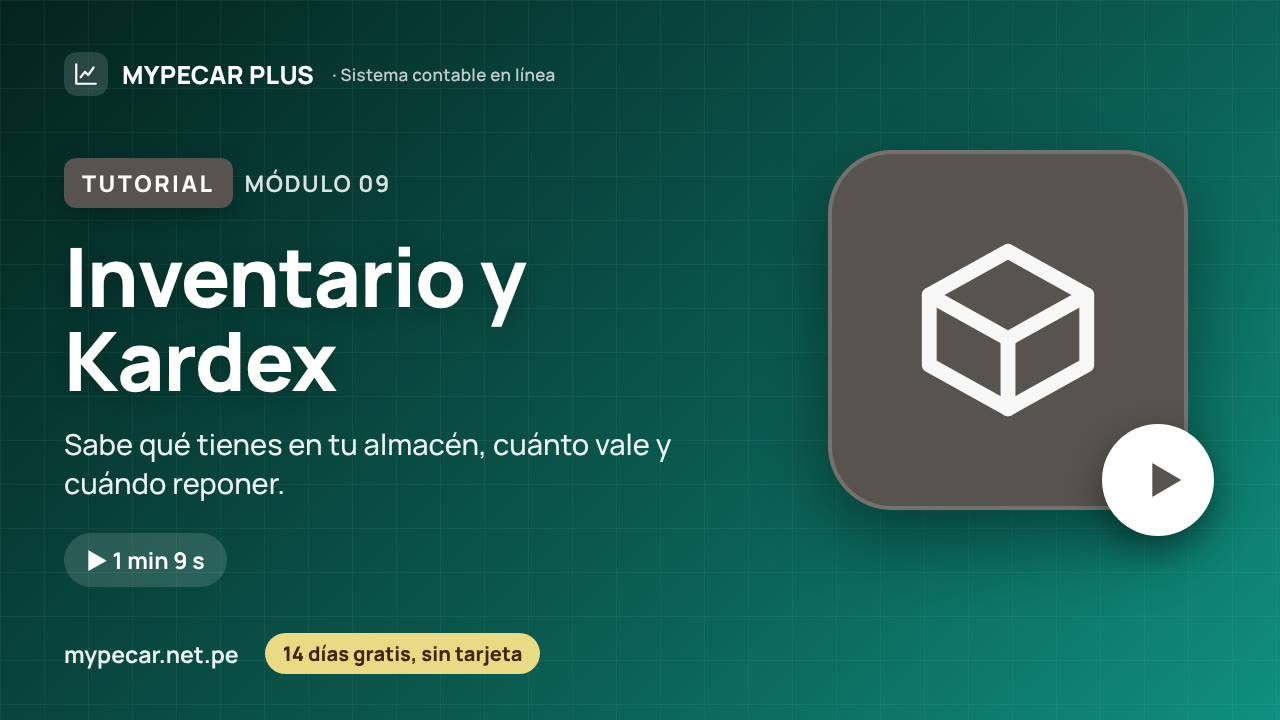 MYPECAR PLUS · Sistema contable en línea
TUTORIAL MÓDULO 09
Inventario y
Kardex
Sabe qué tienes en tu almacén, cuánto vale y
cuándo reponer.
▶ 1 min 9 s
mypecar.net.pe 14 días gratis, sin tarjeta